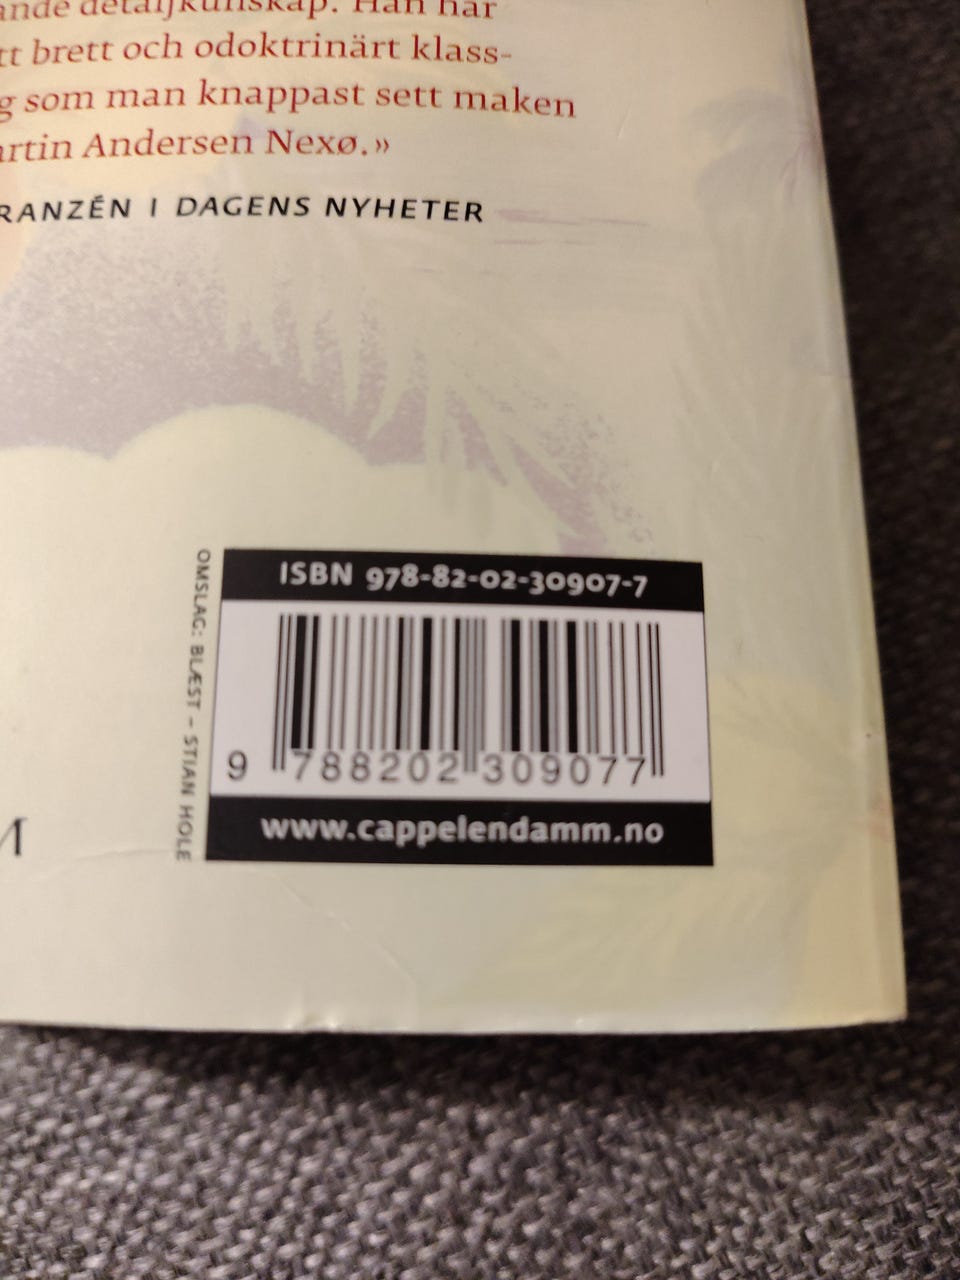 detaljkunskap. Han har
tt brett och odoktrinärt klass-
g som man knappast sett maken
artin Andersen Nexø.»
RANZÉN I DAGENS NYHETER
OMSLAG: BLÆST – STIAN HOLE
ISBN 978-82-02-30907-7
9 788202 309077
www.cappelendamm.no